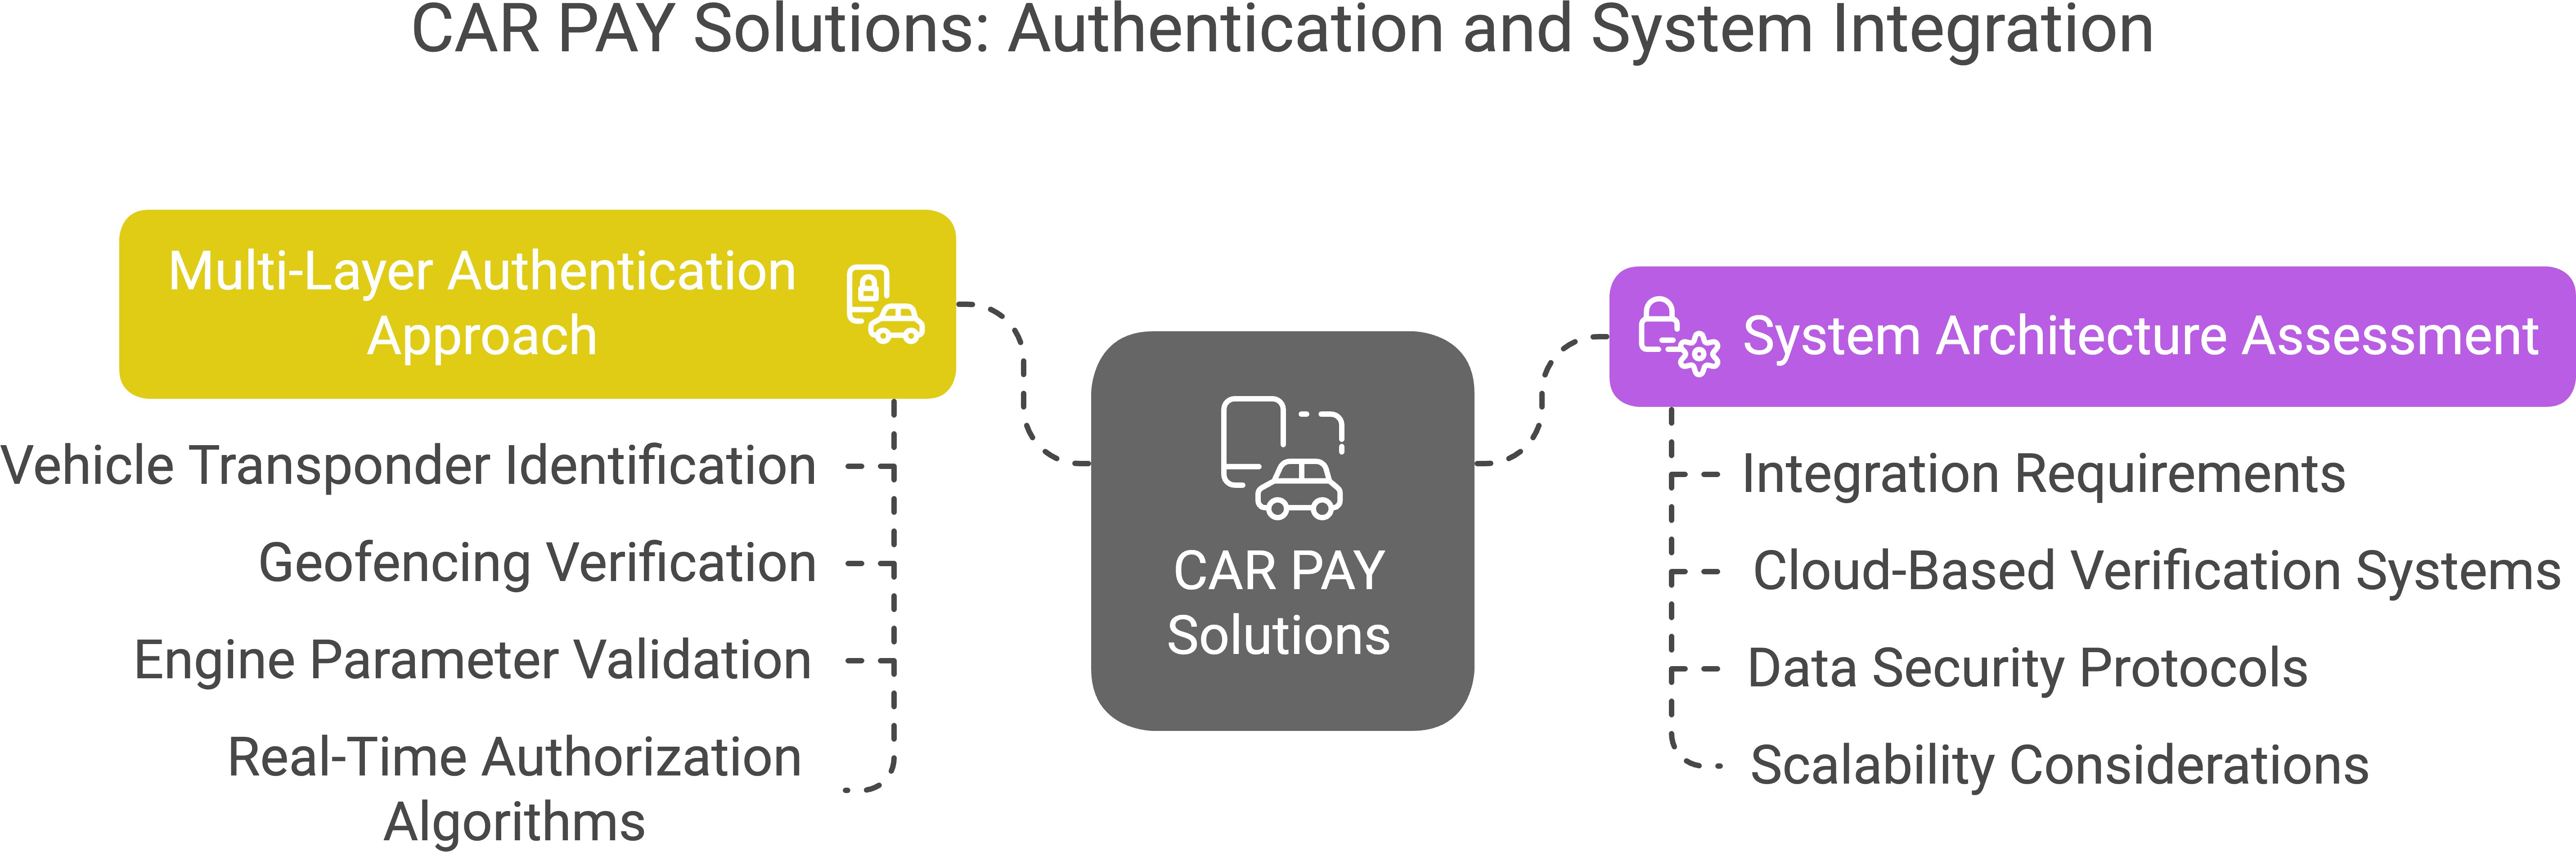 CAR PAY Solutions: Authentication and System Integration
Multi-Layer Authentication
Approach
Vehicle Transponder Identification
Geofencing Verification
Engine Parameter Validation
Real-Time Authorization
Algorithms
CAR PAY
Solutions
System Architecture Assessment
Integration Requirements
Cloud-Based Verification Systems
Data Security Protocols
Scalability Considerations